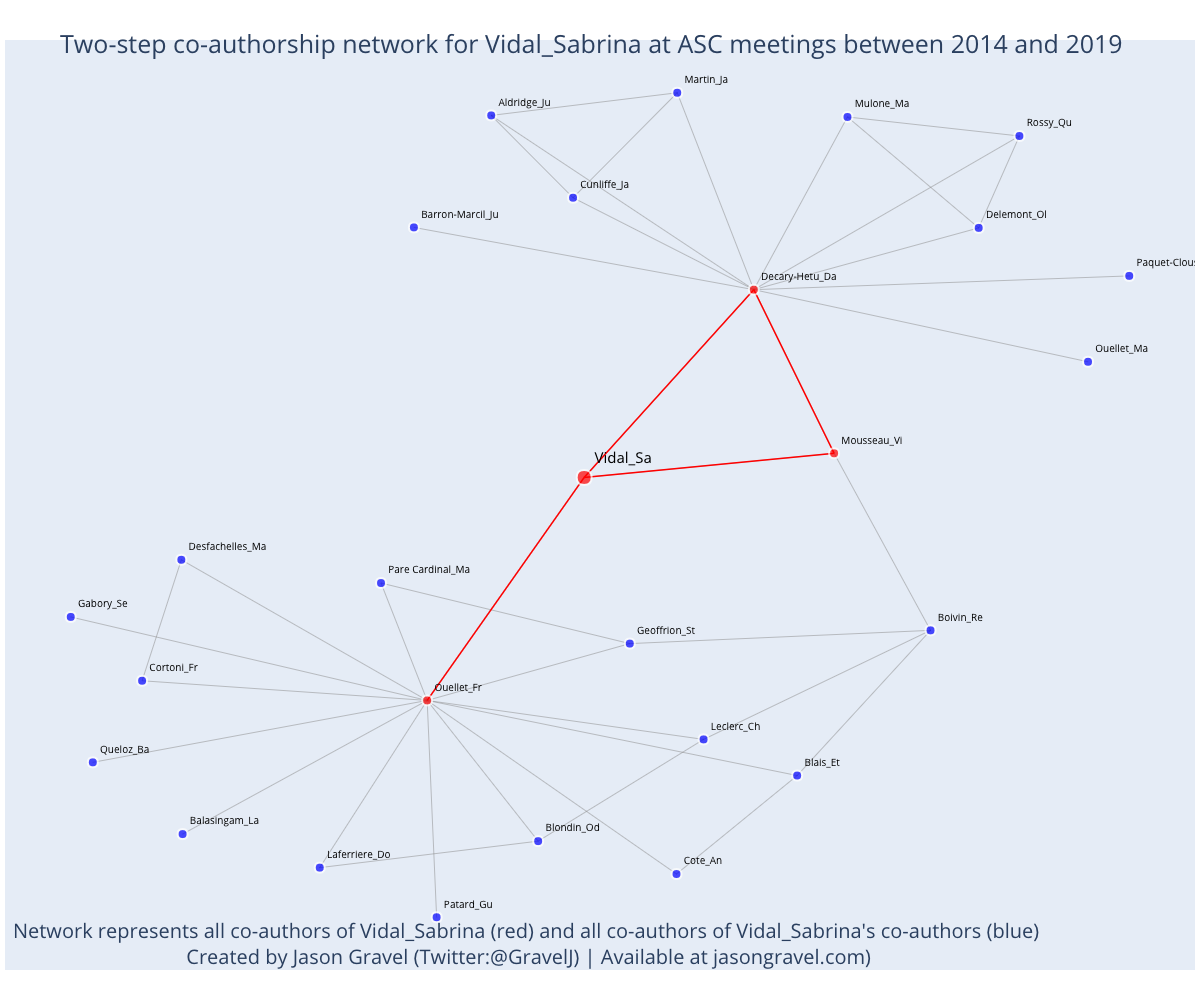 Two-step co-authorship network for Vidal_Sabrina at ASC meetings between 2014 and 2019
Martin_Ja
Aldridge_Ju
Mulone_Ma
Rossy_Qu
Cunliffe_Ja
Barron-Marcil_Ju
Delemont_Ol
Paquet-Clous
Decary-Hetu_Da
Ouellet_Ma
Mousseau_Vi
Vidal_Sa
Desfachelles_Ma
Pare Cardinal_Ma
Gabory_Se
Boivin_Re
Geoffrion_St
Cortoni_Fr
Ouellet_Fr
Leclerc_Ch
Queloz_Ba
Blais_Et
Balasingam_La
Blondin_Od
Laferriere_Do
Cote_An
Patard_Gu
Network represents all co-authors of Vidal_Sabrina (red) and all co-authors of Vidal_Sabrina's co-authors (blue)
Created by Jason Gravel (Twitter:@GravelJ) | Available at jasongravel.com)